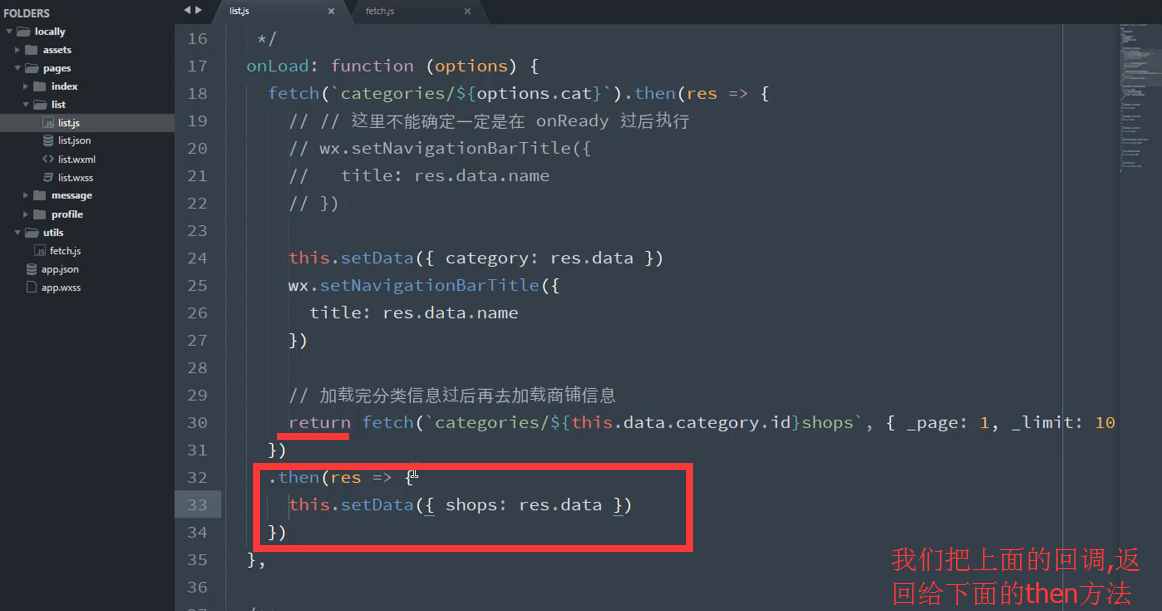 FOLDERS
locally
assets
pages
index
list
list.js
list.json
list.wxml
list.wxss
message
profile
utils
fetch.js
app.json
app.wxss
list.js
fetch.js
16 */
17 onLoad: function (options) {
18 fetch(`categories/${options.cat}`).then(res => {
19 // // 这里不能确定一定是在 onReady 过后执行
20 // wx.setNavigationBarTitle({
21 // title: res.data.name
22 // })
23
24 this.setData({ category: res.data })
25 wx.setNavigationBarTitle({
26 title: res.data.name
27 })
28
29 // 加载完分类信息过后再去加载商铺信息
30 return fetch(`categories/${this.data.category.id}shops`, { _page: 1, _limit: 10
31 })
32 .then(res => {
33 this.setData({ shops: res.data })
34 })
35 },
36
我们把上面的回调,返
回给下面的then方法